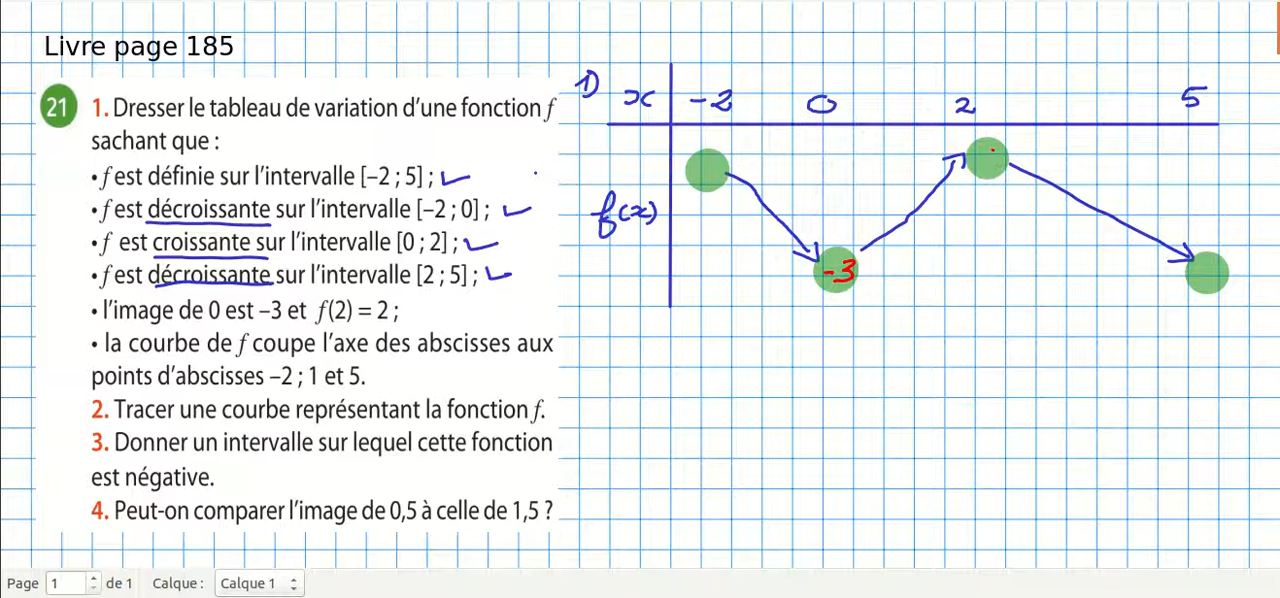 Livre page 185
21 1. Dresser le tableau de variation d'une fonction f
sachant que :
• f est définie sur l'intervalle [–2 ; 5] ;
• f est décroissante sur l'intervalle [–2 ; 0] ;
• f est croissante sur l'intervalle [0 ; 2] ;
• f est décroissante sur l'intervalle [2 ; 5] ;
• l'image de 0 est –3 et f(2) = 2 ;
• la courbe de f coupe l'axe des abscisses aux
points d'abscisses –2 ; 1 et 5.
2. Tracer une courbe représentant la fonction f.
3. Donner un intervalle sur lequel cette fonction
est négative.
4. Peut-on comparer l'image de 0,5 à celle de 1,5 ?
1) x -2 0 2 5
f(x)
-3
Page 1 de 1 Calque : Calque 1